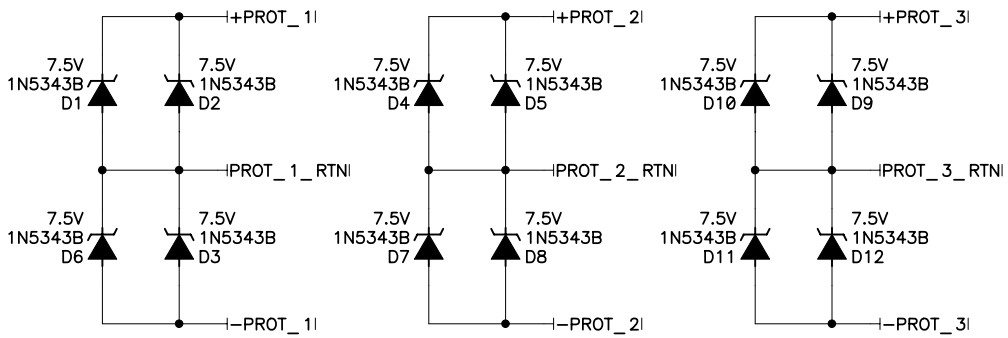 +PROT_1
7.5V
1N5343B
D1
7.5V
1N5343B
D2
PROT_1_RTN
7.5V
1N5343B
D6
7.5V
1N5343B
D3
-PROT_1
+PROT_2
7.5V
1N5343B
D4
7.5V
1N5343B
D5
PROT_2_RTN
7.5V
1N5343B
D7
7.5V
1N5343B
D8
-PROT_2
+PROT_3
7.5V
1N5343B
D10
7.5V
1N5343B
D9
PROT_3_RTN
7.5V
1N5343B
D11
7.5V
1N5343B
D12
-PROT_3